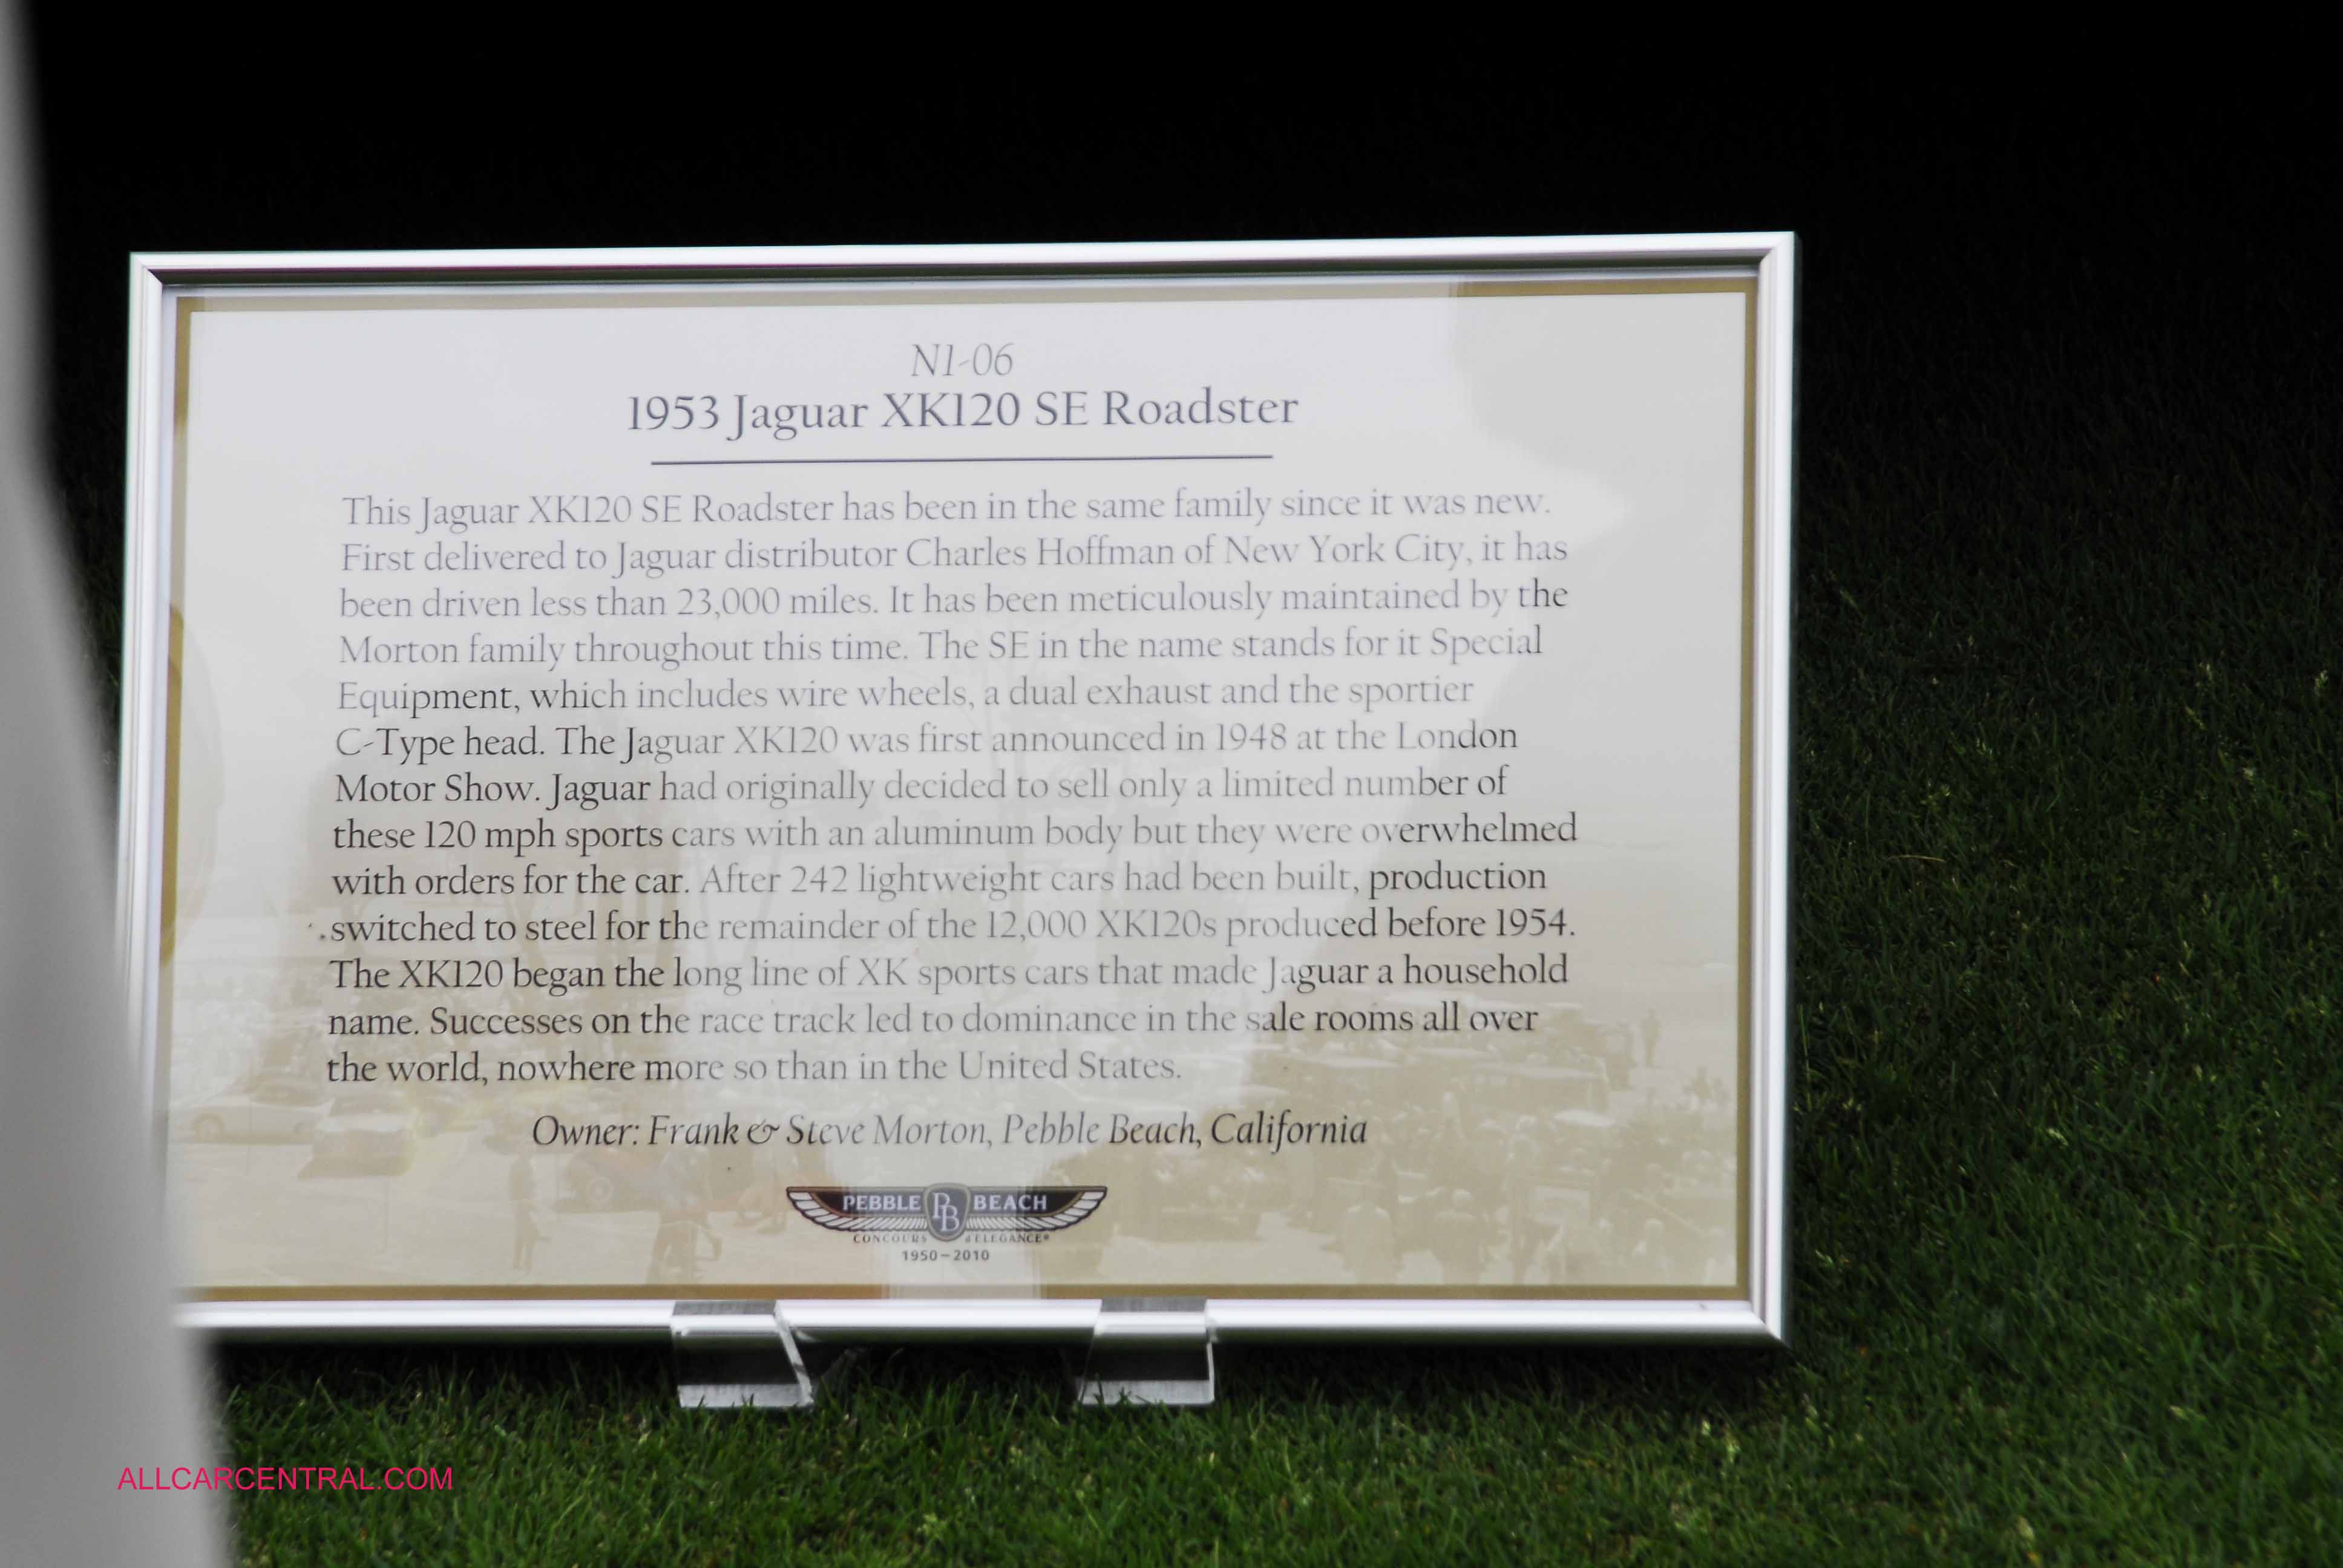 N1-06
1953 Jaguar XK120 SE Roadster
This Jaguar XK120 SE Roadster has been in the same family since it was new.
First delivered to Jaguar distributor Charles Hoffman of New York City, it has
been driven less than 23,000 miles. It has been meticulously maintained by the
Morton family throughout this time. The SE in the name stands for it Special
Equipment, which includes wire wheels, a dual exhaust and the sportier
C-Type head. The Jaguar XK120 was first announced in 1948 at the London
Motor Show. Jaguar had originally decided to sell only a limited number of
these 120 mph sports cars with an aluminum body but they were overwhelmed
with orders for the car. After 242 lightweight cars had been built, production
switched to steel for the remainder of the 12,000 XK120s produced before 1954.
The XK120 began the long line of XK sports cars that made Jaguar a household
name. Successes on the race track led to dominance in the sale rooms all over
the world, nowhere more so than in the United States.
Owner: Frank & Steve Morton, Pebble Beach, California
PEBBLE PB BEACH
CONCOURS d'ELEGANCE®
1950–2010
ALLCARCENTRAL.COM